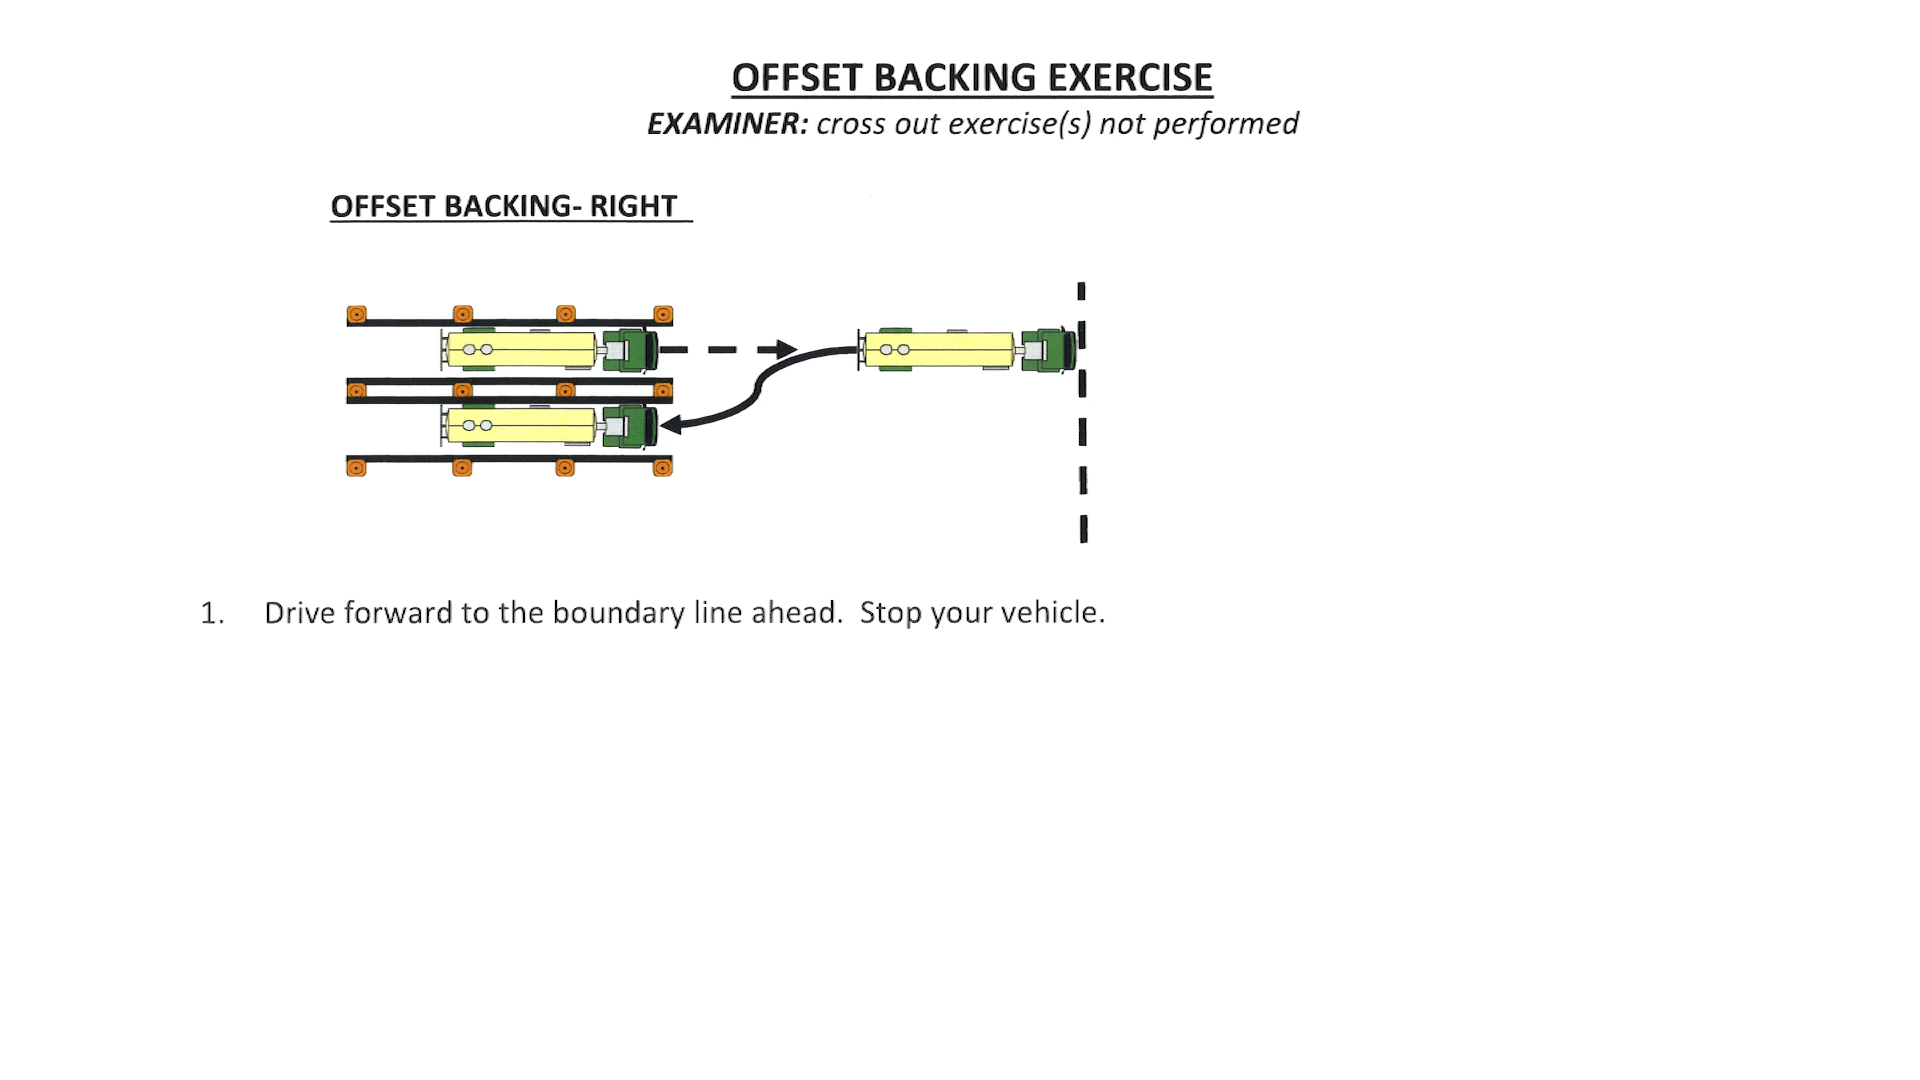 OFFSET BACKING EXERCISE
EXAMINER: cross out exercise(s) not performed
OFFSET BACKING- RIGHT
1. Drive forward to the boundary line ahead. Stop your vehicle.